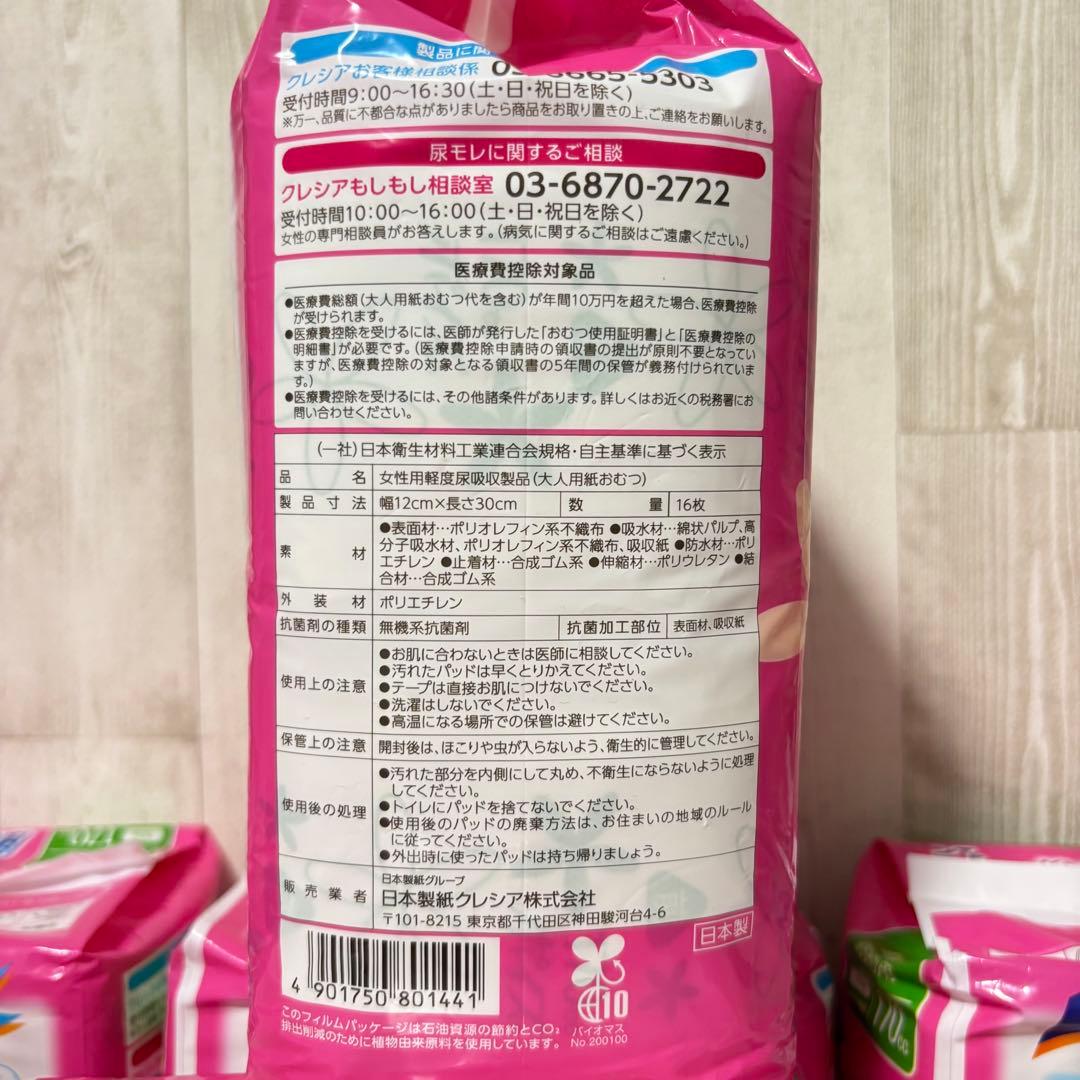 製品に関
クレシアお客様相談係 03-6665-5303
受付時間9:00～16:30(土・日・祝日を除く)
※万一、品質に不都合な点がありましたら商品をお取り置きの上、ご連絡をお願いします。
尿モレに関するご相談
クレシアもしもし相談室 03-6870-2722
受付時間10:00～16:00(土・日・祝日を除く)
女性の専門相談員がお答えします。(病気に関するご相談はご遠慮ください。)
医療費控除対象品
●医療費総額(大人用紙おむつ代を含む)が年間10万円を超えた場合、医療費控除
が受けられます。
●医療費控除を受けるには、医師が発行した「おむつ使用証明書」と「医療費控除の
明細書」が必要です。(医療費控除申請時の領収書の提出が原則不要となってい
ますが、医療費控除の対象となる領収書の5年間の保管が義務付けられていま
す。)
●医療費控除を受けるには、その他諸条件があります。詳しくはお近くの税務署にお
問い合わせください。
(一社)日本衛生材料工業連合会規格・自主基準に基づく表示
品名 女性用軽度尿吸収製品(大人用紙おむつ)
製品寸法 幅12cm×長さ30cm 数量 16枚
素材 ●表面材…ポリオレフィン系不織布 ●吸水材…綿状パルプ、高
分子吸水材、ポリオレフィン系不織布、吸収紙 ●防水材…ポリ
エチレン ●止着材…合成ゴム系 ●伸縮材…ポリウレタン ●結
合材…合成ゴム系
外装材 ポリエチレン
抗菌剤の種類 無機系抗菌剤 抗菌加工部位 表面材、吸収紙
使用上の注意 ●お肌に合わないときは医師に相談してください。
●汚れたパッドは早くとりかえてください。
●テープは直接お肌につけないでください。
●洗濯はしないでください。
●高温になる場所での保管は避けてください。
保管上の注意 開封後は、ほこりや虫が入らないよう、衛生的に管理してください。
使用後の処理 ●汚れた部分を内側にして丸め、不衛生にならないように処理
してください。
●トイレにパッドを捨てないでください。
●使用後のパッドの廃棄方法は、お住まいの地域のルール
に従ってください。
●外出時に使ったパッドは持ち帰りましょう。
販売業者 日本製紙グループ
日本製紙クレシア株式会社
〒101-8215 東京都千代田区神田駿河台4-6
日本製
4 901750 801441
10
バイオマス
No 200100
このフィルムパッケージは石油資源の節約とCO₂
排出削減のために植物由来原料を使用しています。
170cc
170cc